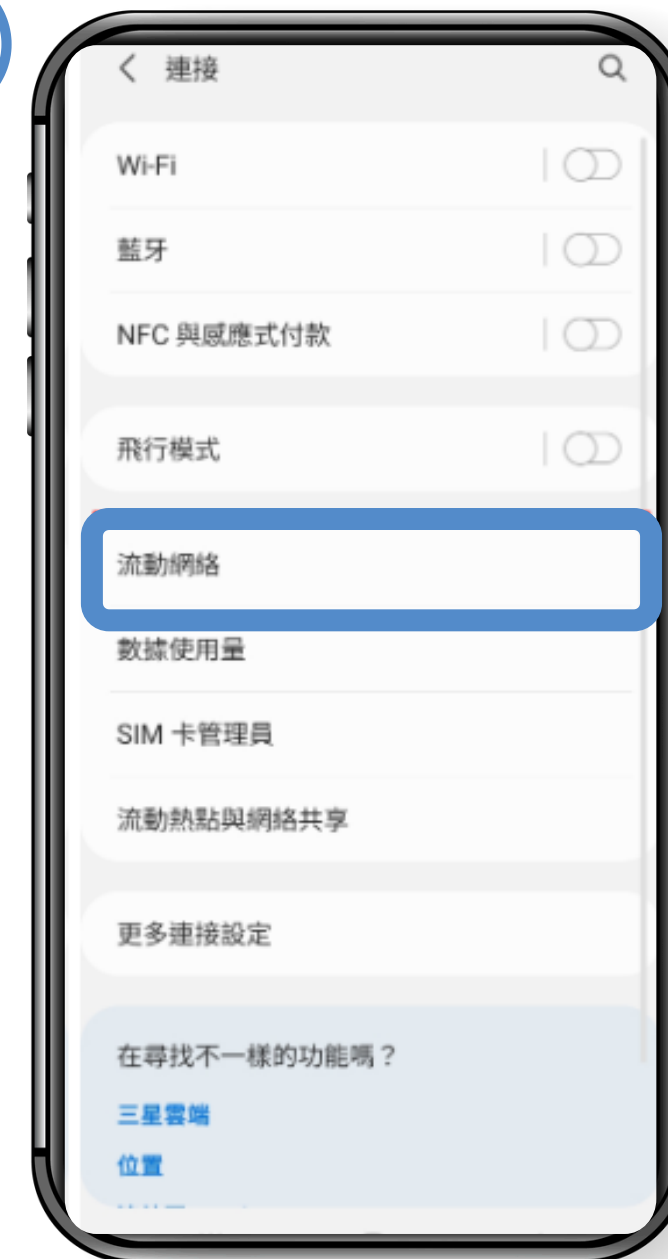 連接
Wi-Fi
藍牙
NFC 與感應式付款
飛行模式
流動網絡
數據使用量
SIM 卡管理員
流動熱點與網絡共享
更多連接設定
在尋找不一樣的功能嗎？
三星雲端
位置